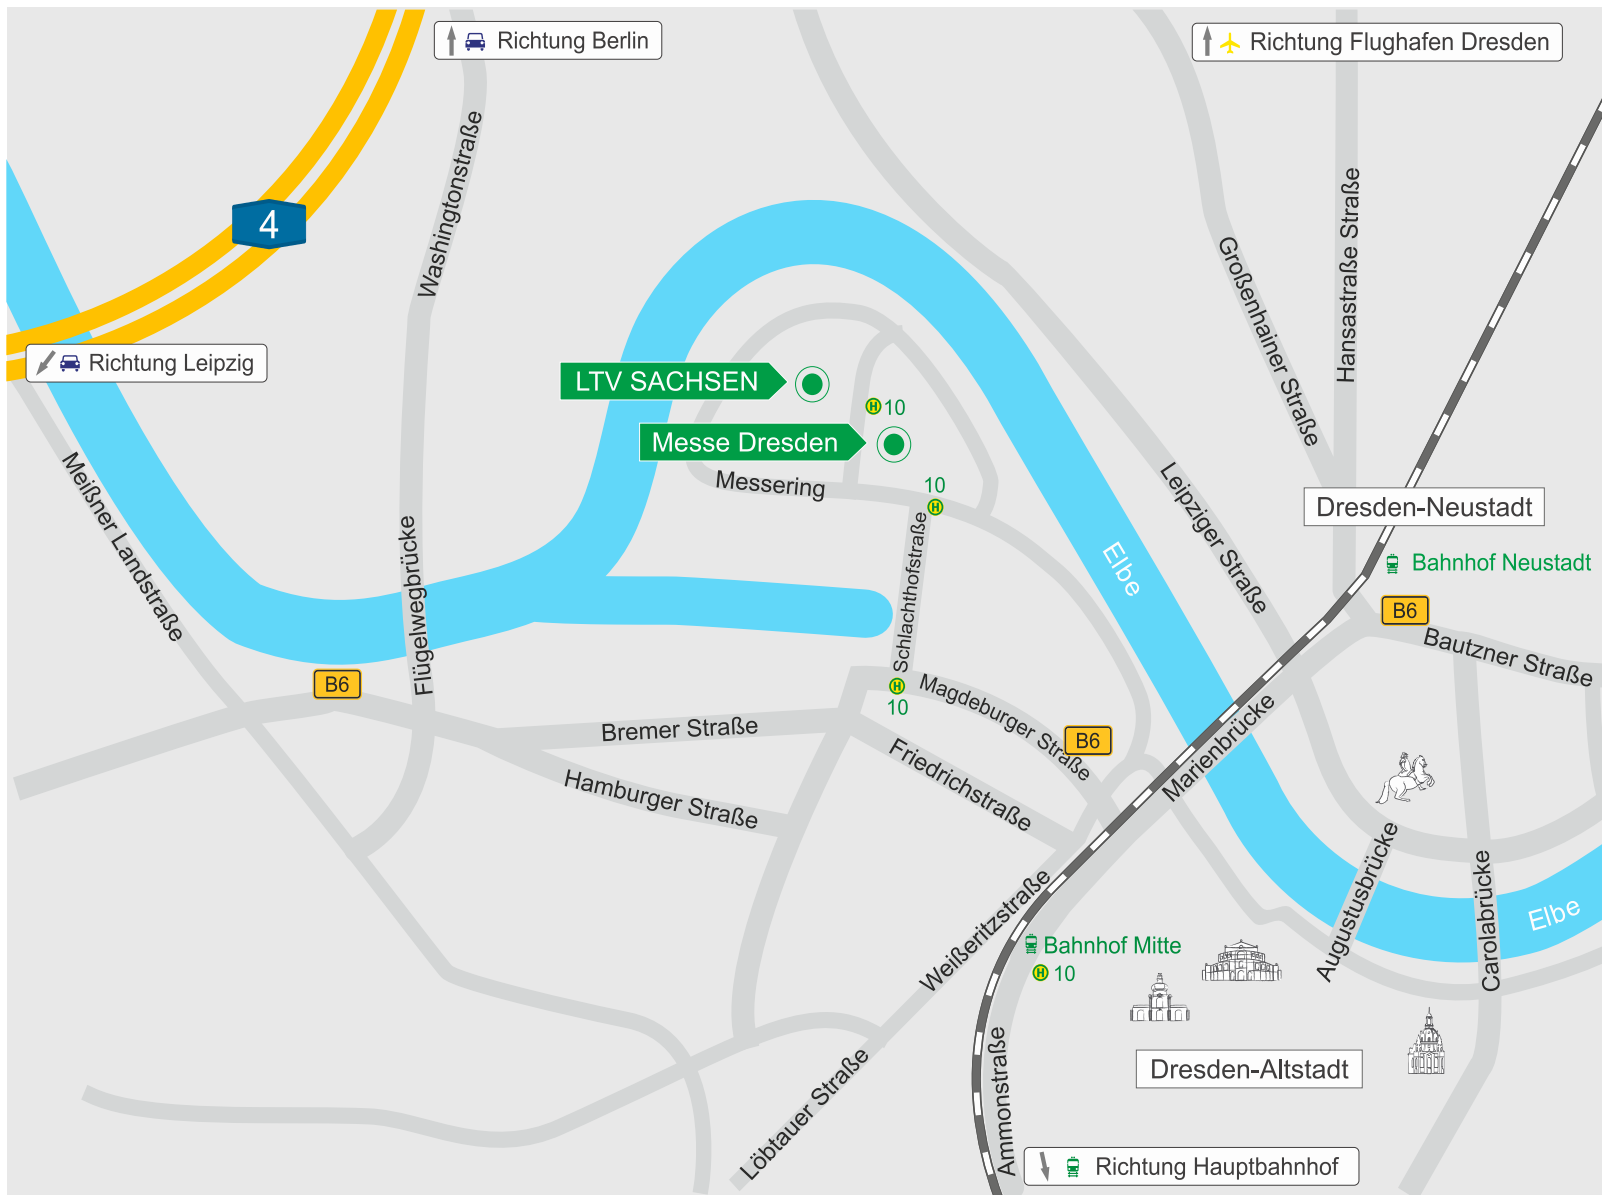 Richtung Berlin
Richtung Flughafen Dresden
4
Washingtonstraße
Großenhainer Straße
Hansastraße Straße
Richtung Leipzig
LTV SACHSEN
10
Messe Dresden
Messering
10
Meißner Landstraße
Flügelwegbrücke
Schlachthofstraße
Elbe
Leipziger Straße
Dresden-Neustadt
Bahnhof Neustadt
B6
Bautzner Straße
B6
10
Magdeburger Straße
B6
Bremer Straße
Hamburger Straße
Friedrichstraße
Marienbrücke
Augustusbrücke
Carolabrücke
Elbe
Weißeritzstraße
Bahnhof Mitte
10
Löbtauer Straße
Ammonstraße
Dresden-Altstadt
Richtung Hauptbahnhof